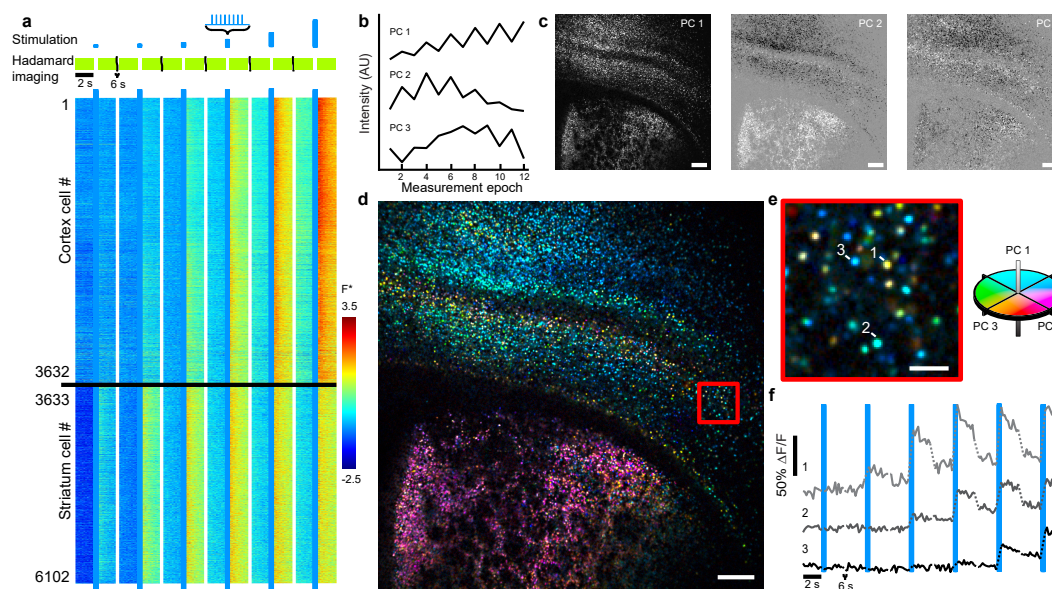 a
Stimulation
Hadamard
imaging
2 s
6 s
1
Cortex cell #
3632
3633
Striatum cell #
6102
F*
3.5
-2.5
b
PC 1
PC 2
PC 3
Intensity (AU)
2 4 6 8 10 12
Measurement epoch
c
PC 1
PC 2
PC
d
e
3
1
2
PC 1
PC 3
PC
f
50% ΔF/F
1
2
3
2 s
6 s